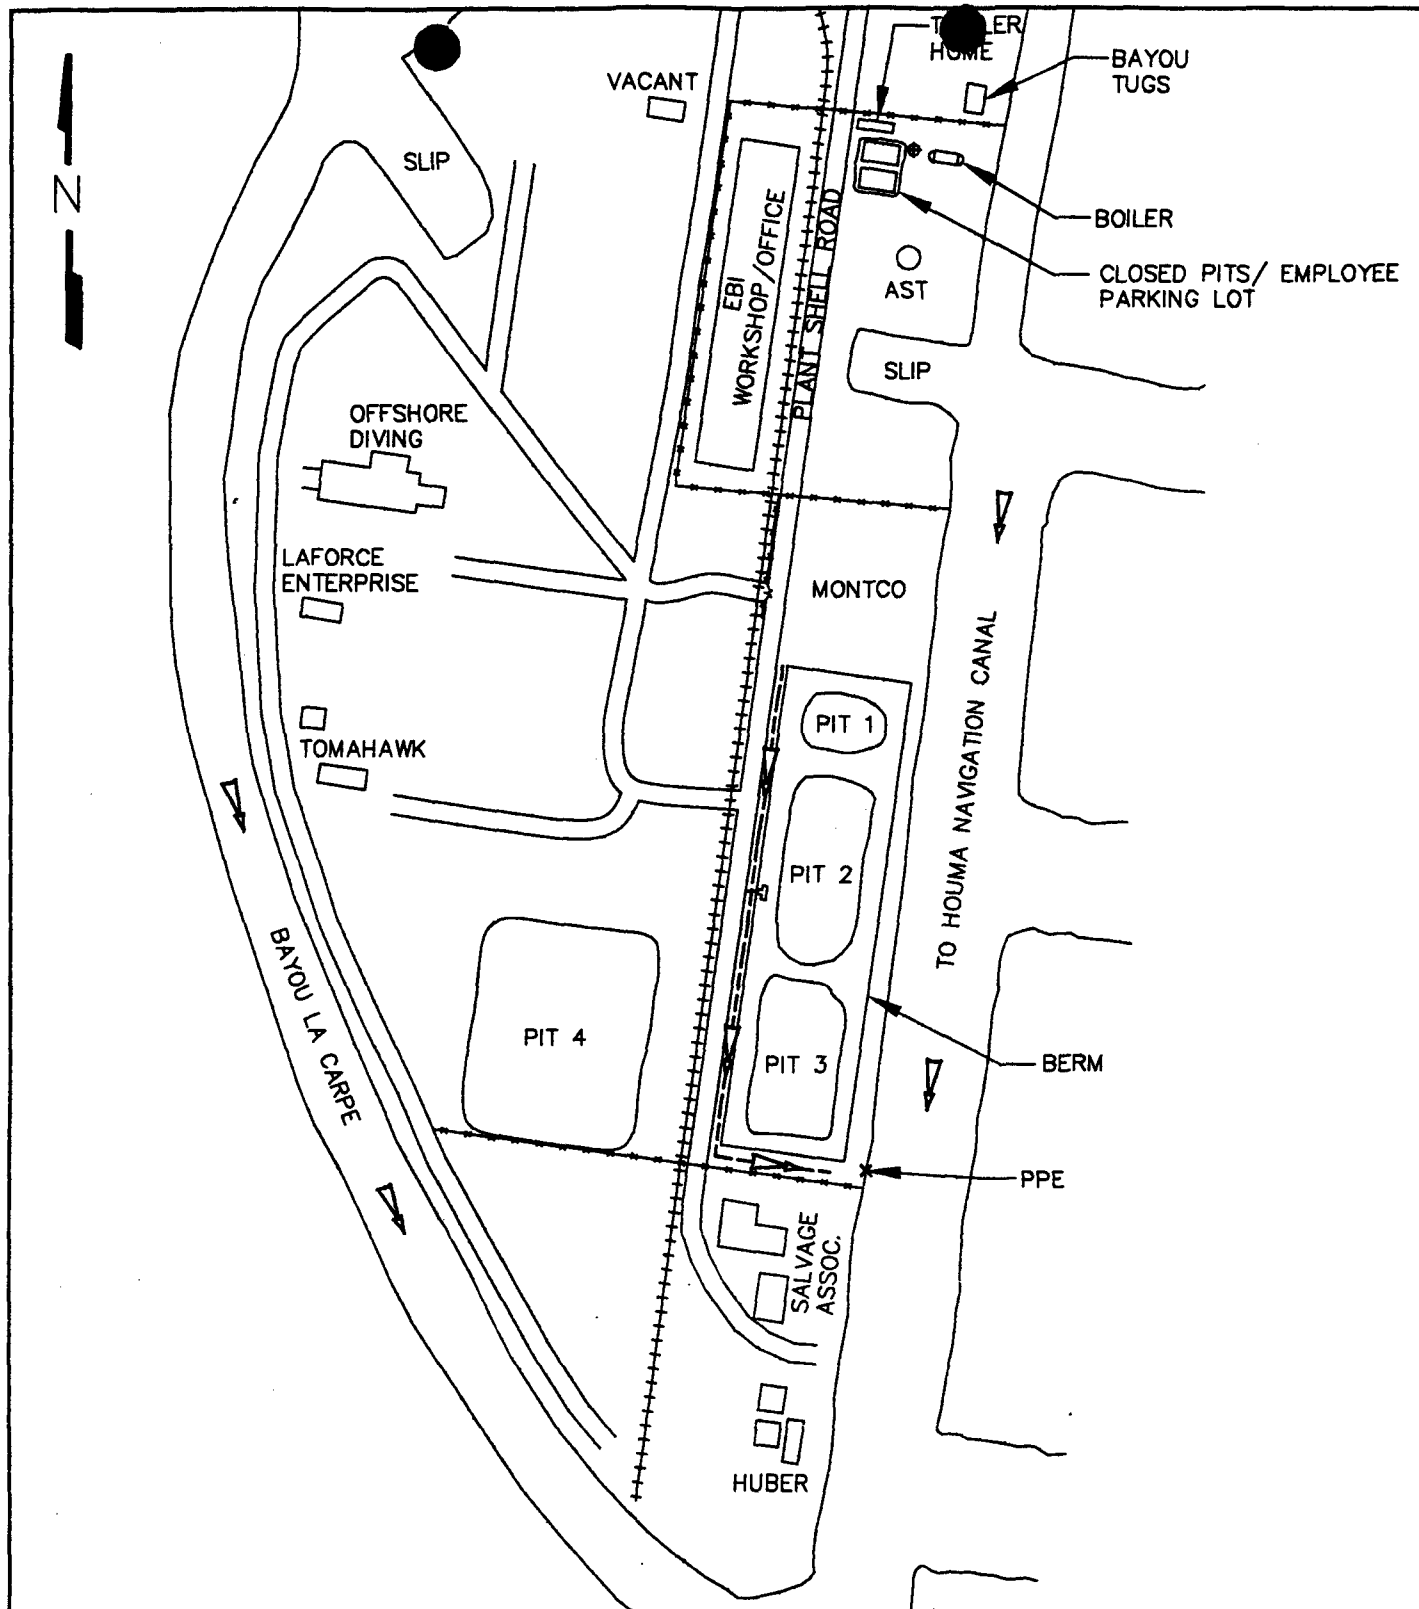 HOME
BAYOU
TUGS
VACANT
N
SLIP
BOILER
CLOSED PITS/ EMPLOYEE
PARKING LOT
EBI
WORKSHOP/OFFICE
PLANT SHELL ROAD
AST
SLIP
OFFSHORE
DIVING
LAFORCE
ENTERPRISE
MONTCO
TO HOUMA NAVIGATION CANAL
PIT 1
TOMAHAWK
PIT 2
BAYOU LA CARPE
PIT 4
PIT 3
BERM
PPE
SALVAGE
ASSOC.
HUBER